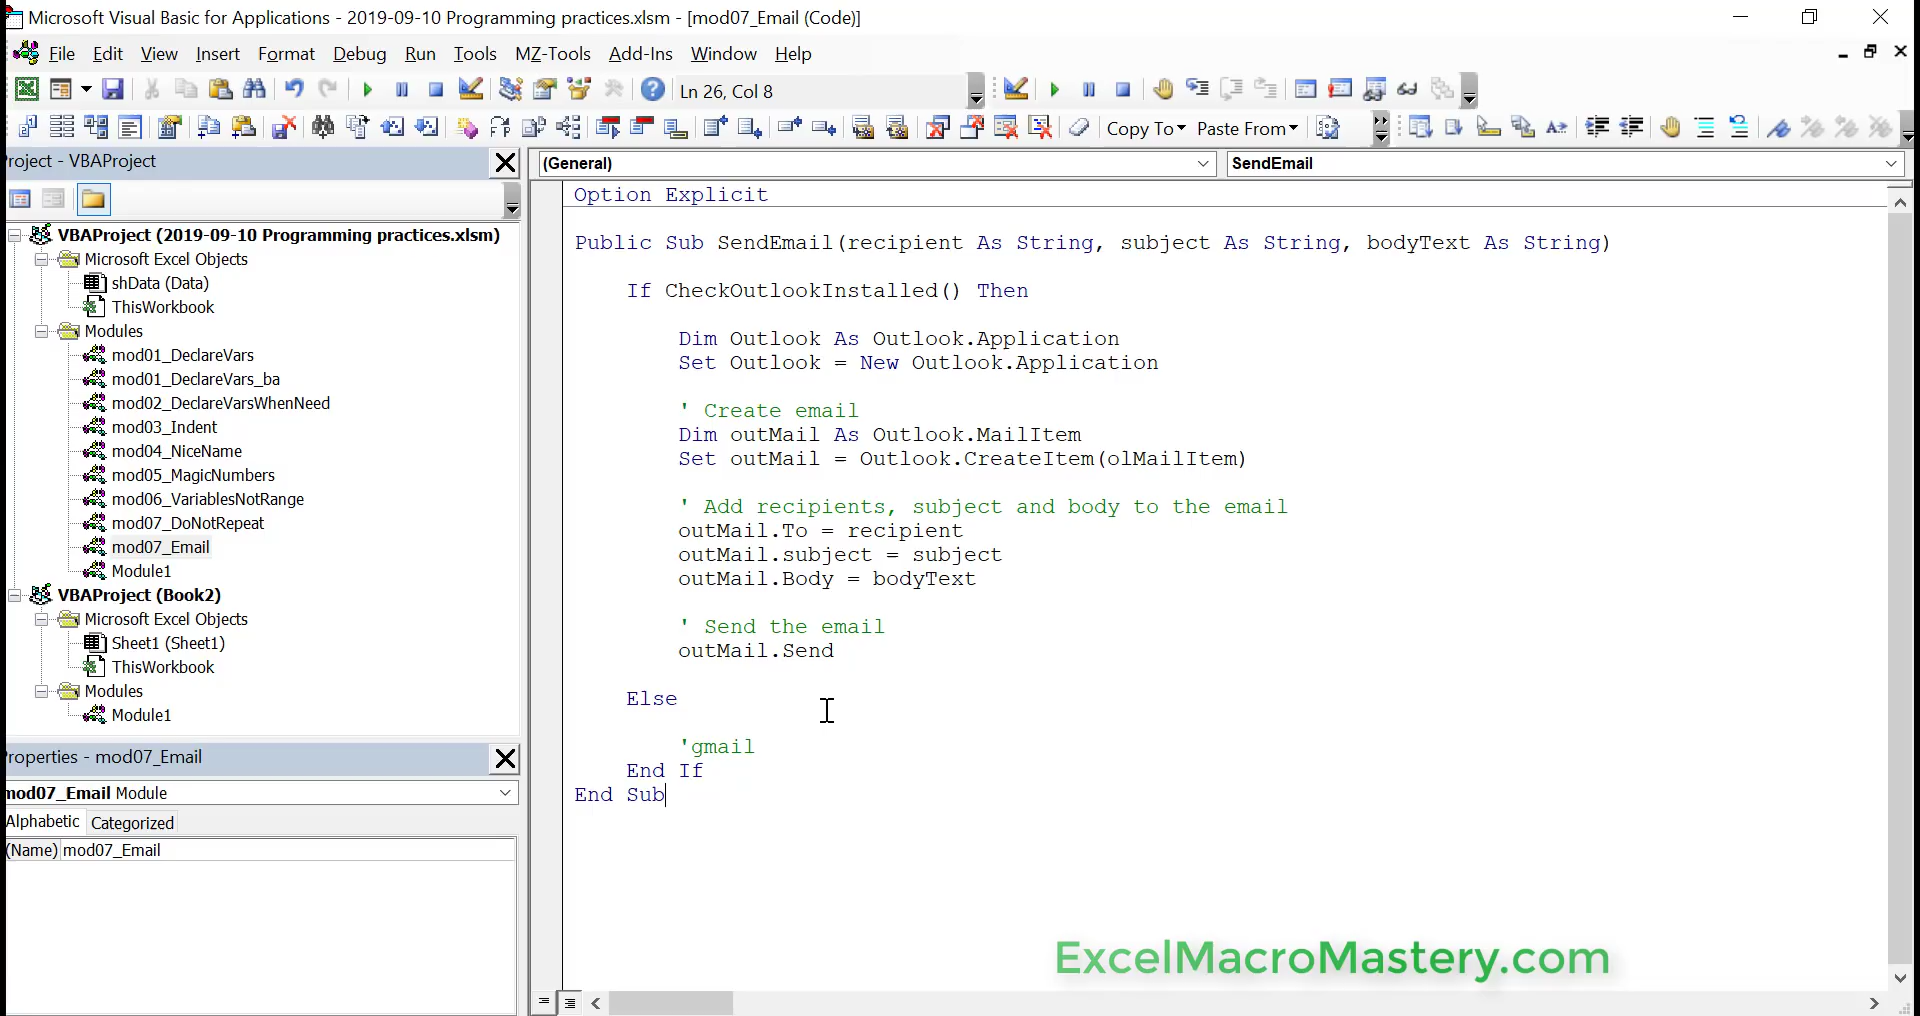 Microsoft Visual Basic for Applications - 2019-09-10 Programming practices.xlsm - [mod07_Email (Code)]
File Edit View Insert Format Debug Run Tools MZ-Tools Add-Ins Window Help
Ln 26, Col 8
Copy To Paste From
roject - VBAProject
VBAProject (2019-09-10 Programming practices.xlsm)
Microsoft Excel Objects
shData (Data)
ThisWorkbook
Modules
mod01_DeclareVars
mod01_DeclareVars_ba
mod02_DeclareVarsWhenNeed
mod03_Indent
mod04_NiceName
mod05_MagicNumbers
mod06_VariablesNotRange
mod07_DoNotRepeat
mod07_Email
Module1
VBAProject (Book2)
Microsoft Excel Objects
Sheet1 (Sheet1)
ThisWorkbook
Modules
Module1
roperties - mod07_Email
mod07_Email Module
Alphabetic Categorized
(Name) mod07_Email
(General) SendEmail
Option Explicit
Public Sub SendEmail(recipient As String, subject As String, bodyText As String)
If CheckOutlookInstalled() Then
Dim Outlook As Outlook.Application
Set Outlook = New Outlook.Application
' Create email
Dim outMail As Outlook.MailItem
Set outMail = Outlook.CreateItem(olMailItem)
' Add recipients, subject and body to the email
outMail.To = recipient
outMail.subject = subject
outMail.Body = bodyText
' Send the email
outMail.Send
Else
'gmail
End If
End Sub
ExcelMacroMastery.com